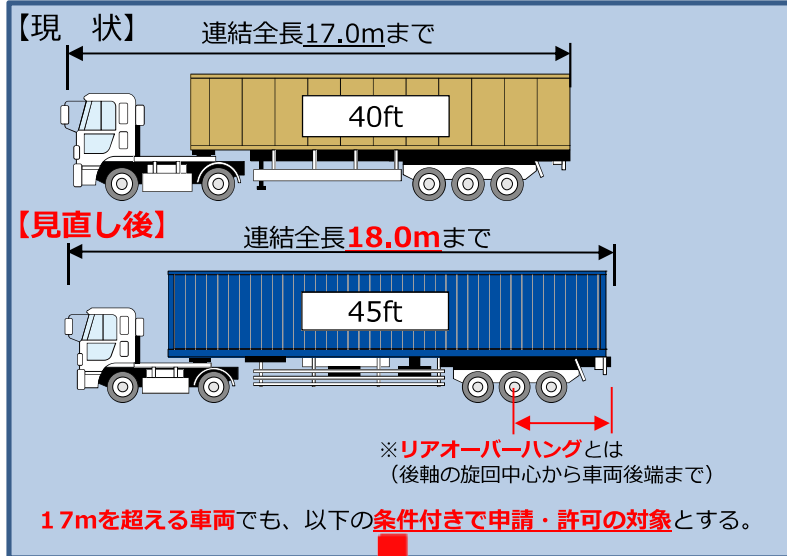 【現　状】
連結全長17.0mまで
40ft
【見直し後】
連結全長18.0mまで
45ft
※リアオーバーハングとは
（後軸の旋回中心から車両後端まで）
１7mを超える車両でも、以下の条件付きで申請・許可の対象とする。